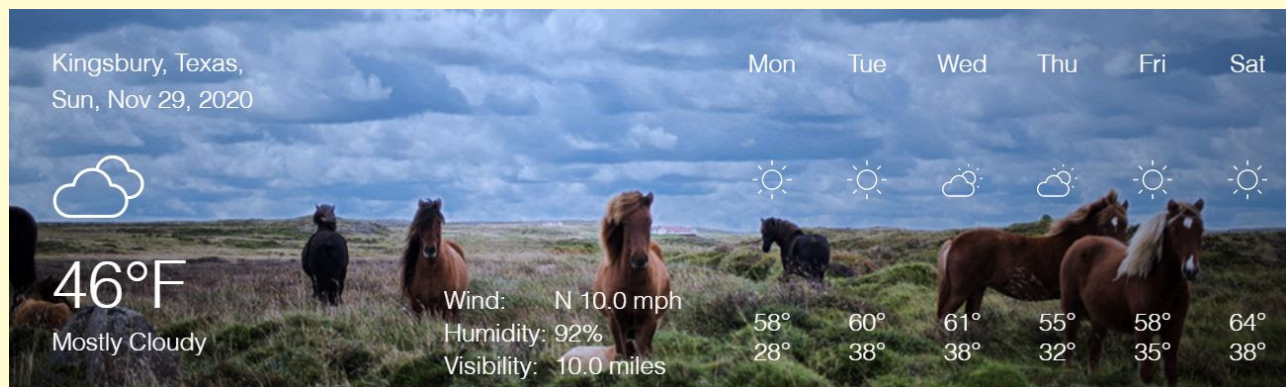 Kingsbury, Texas,
Sun, Nov 29, 2020
46°F
Mostly Cloudy
Wind: N 10.0 mph
Humidity: 92%
Visibility: 10.0 miles
Mon Tue Wed Thu Fri Sat
58° 60° 61° 55° 58° 64°
28° 38° 38° 32° 35° 38°